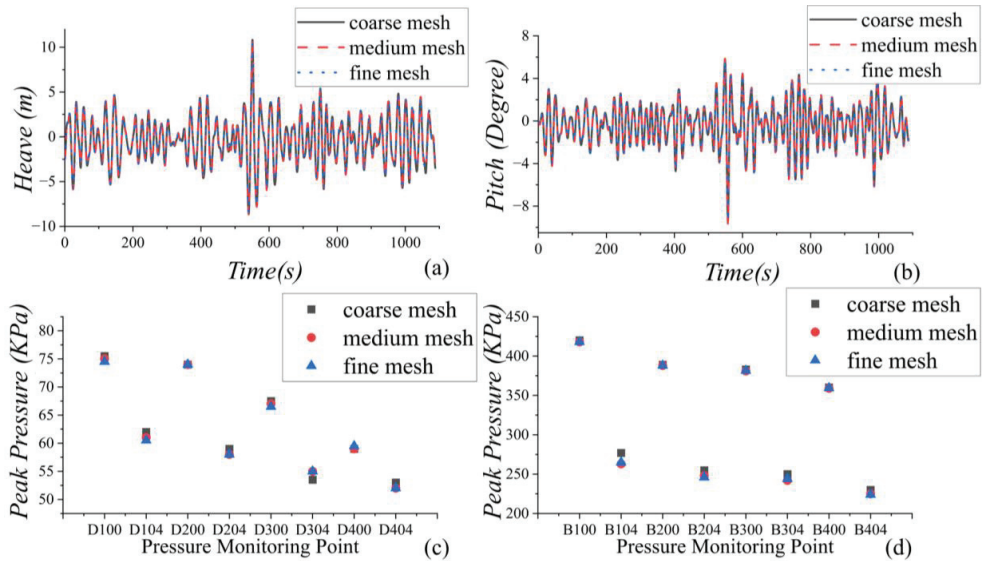 coarse mesh
medium mesh
fine mesh
Heave (m)
10
5
0
−5
−10
0 200 400 600 800 1000
Time(s)
(a)
coarse mesh
medium mesh
fine mesh
Pitch (Degree)
8
4
0
−4
−8
0 200 400 600 800 1000
Time(s)
(b)
coarse mesh
medium mesh
fine mesh
Peak Pressure (KPa)
80
75
70
65
60
55
50
D100 D104 D200 D204 D300 D304 D400 D404
Pressure Monitoring Point
(c)
coarse mesh
medium mesh
fine mesh
Peak Pressure (KPa)
450
400
350
300
250
200
B100 B104 B200 B204 B300 B304 B400 B404
Pressure Monitoring Point
(d)